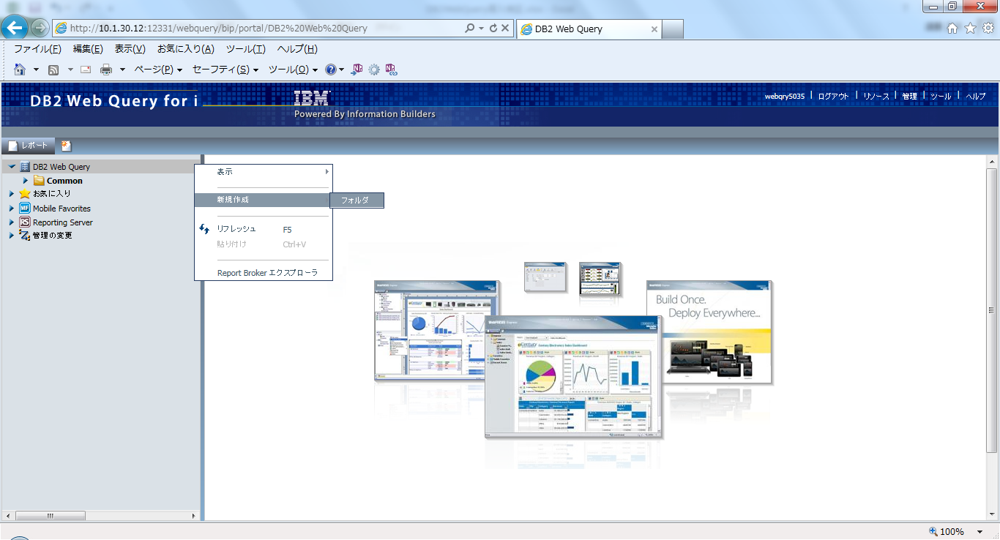 http://10.1.30.12:12331/webquery/bip/portal/DB2%20Web%20Query
DB2 Web Query
ファイル(F) 編集(E) 表示(V) お気に入り(A) ツール(T) ヘルプ(H)
ページ(P) セーフティ(S) ツール(O)
DB2 Web Query for i
IBM
Powered By Information Builders
webqry5035 | ログアウト | リソース | 管理 | ツール | ヘルプ
レポート
DB2 Web Query
Common
お気に入り
MF Mobile Favorites
RS Reporting Server
管理の変更
表示
新規作成
フォルダ
リフレッシュ F5
貼り付け Ctrl+V
Report Broker エクスプローラ
Build Once.
Deploy Everywhere...
Century Electronics Sales Dashboard
100%